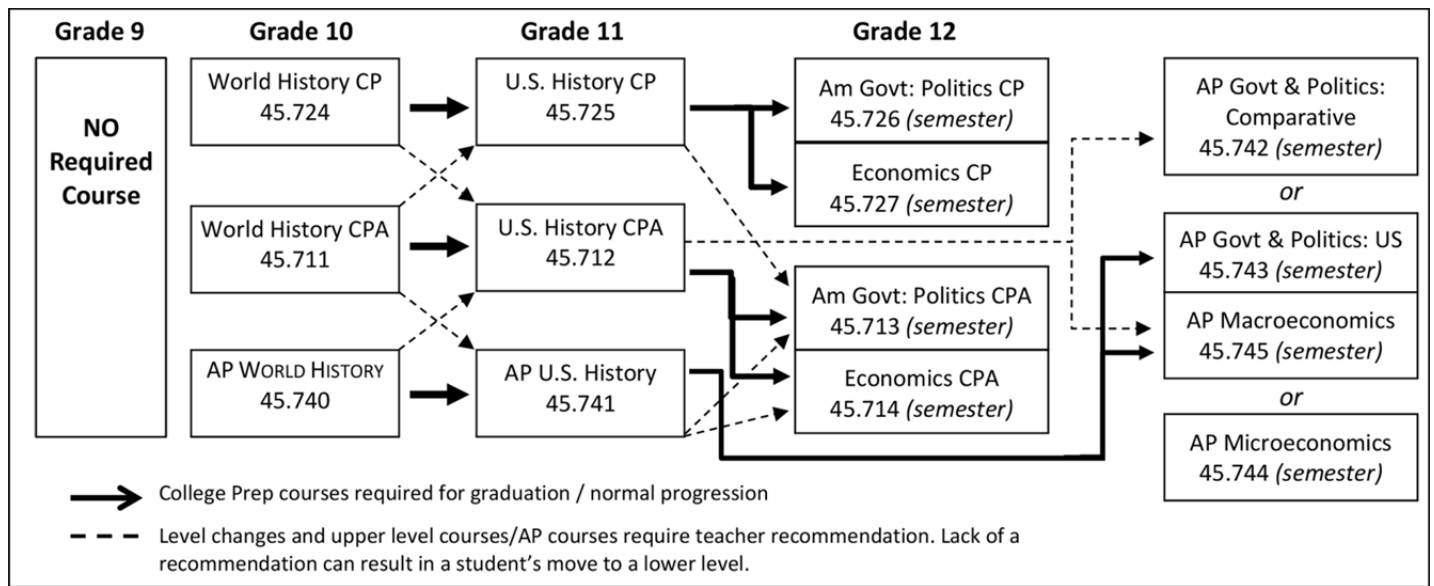 Grade 9
Grade 10
Grade 11
Grade 12
NO
Required
Course
World History CP
45.724
World History CPA
45.711
AP WORLD HISTORY
45.740
U.S. History CP
45.725
U.S. History CPA
45.712
AP U.S. History
45.741
Am Govt: Politics CP
45.726 (semester)
Economics CP
45.727 (semester)
Am Govt: Politics CPA
45.713 (semester)
Economics CPA
45.714 (semester)
AP Govt & Politics:
Comparative
45.742 (semester)
or
AP Govt & Politics: US
45.743 (semester)
AP Macroeconomics
45.745 (semester)
or
AP Microeconomics
45.744 (semester)
College Prep courses required for graduation / normal progression
Level changes and upper level courses/AP courses require teacher recommendation. Lack of a
recommendation can result in a student's move to a lower level.